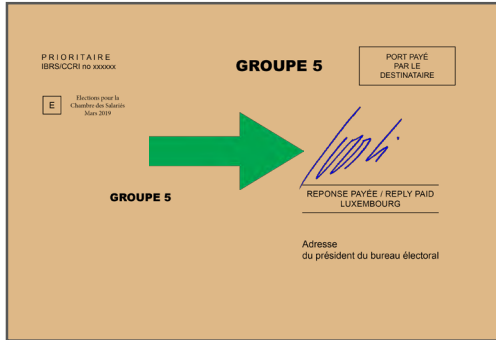 PRIORITAIRE
IBRS/CCRI no xxxxxx
GROUPE 5
PORT PAYÉ
PAR LE
DESTINATAIRE
E
Elections pour la
Chambre des Salariés
Mars 2019
GROUPE 5
REPONSE PAYÉE / REPLY PAID
LUXEMBOURG
Adresse
du président du bureau électoral